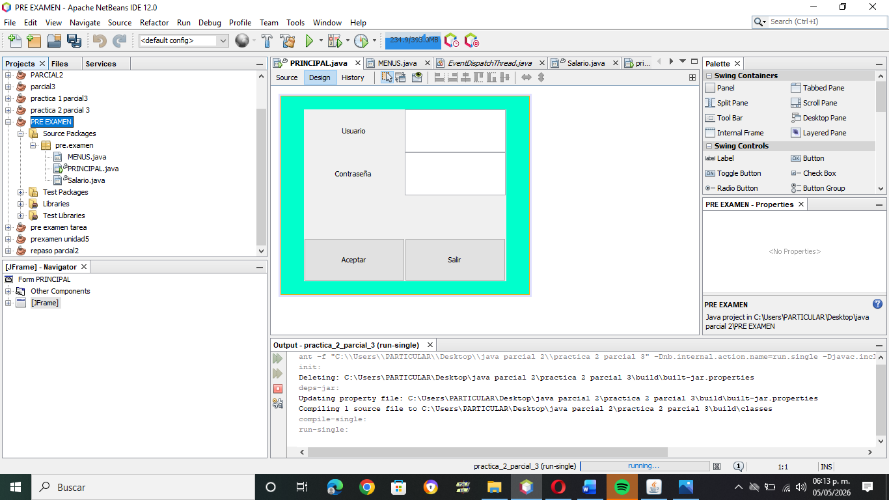 PRE EXAMEN - Apache NetBeans IDE 12.0
File Edit View Navigate Source Refactor Run Debug Profile Team Tools Window Help
Search (Ctrl+I)
<default config>
Projects Files Services
PARCIAL2
parcial3
practica 1 parcial3
practica 2 parcial 3
PRE EXAMEN
Source Packages
pre.examen
MENUS.java
PRINCIPAL.java
Salario.java
Test Packages
Libraries
Test Libraries
pre examen tarea
prexamen unidad5
repaso parcial2
[JFrame] - Navigator
Form PRINCIPAL
Other Components
[JFrame]
PRINCIPAL.java MENUS.java EventDispatchThread.java Salario.java pri...
Source Design History
Usuario
Contraseña
Aceptar Salir
Palette
Swing Containers
Panel Tabbed Pane
Split Pane Scroll Pane
Tool Bar Desktop Pane
Internal Frame Layered Pane
Swing Controls
Label Button
Toggle Button Check Box
Radio Button Button Group
PRE EXAMEN - Properties
<No Properties>
PRE EXAMEN
Java project in C:\Users\PARTICULAR\Desktop\java
parcial 2\PRE EXAMEN
Output - practica_2_parcial_3 (run-single)
ant -f "C:\\Users\\PARTICULAR\\Desktop\\java parcial 2\\practica 2 parcial 3" -Dnb.internal.action.name=run.single -Djavac.incl
init:
Deleting: C:\Users\PARTICULAR\Desktop\java parcial 2\practica 2 parcial 3\build\built-jar.properties
deps-jar:
Updating property file: C:\Users\PARTICULAR\Desktop\java parcial 2\practica 2 parcial 3\build\built-jar.properties
Compiling 1 source file to C:\Users\PARTICULAR\Desktop\java parcial 2\practica 2 parcial 3\build\classes
compile-single:
run-single:
practica_2_parcial_3 (run-single) running... 1:1 INS
Buscar
06:13 p. m.
05/05/2026